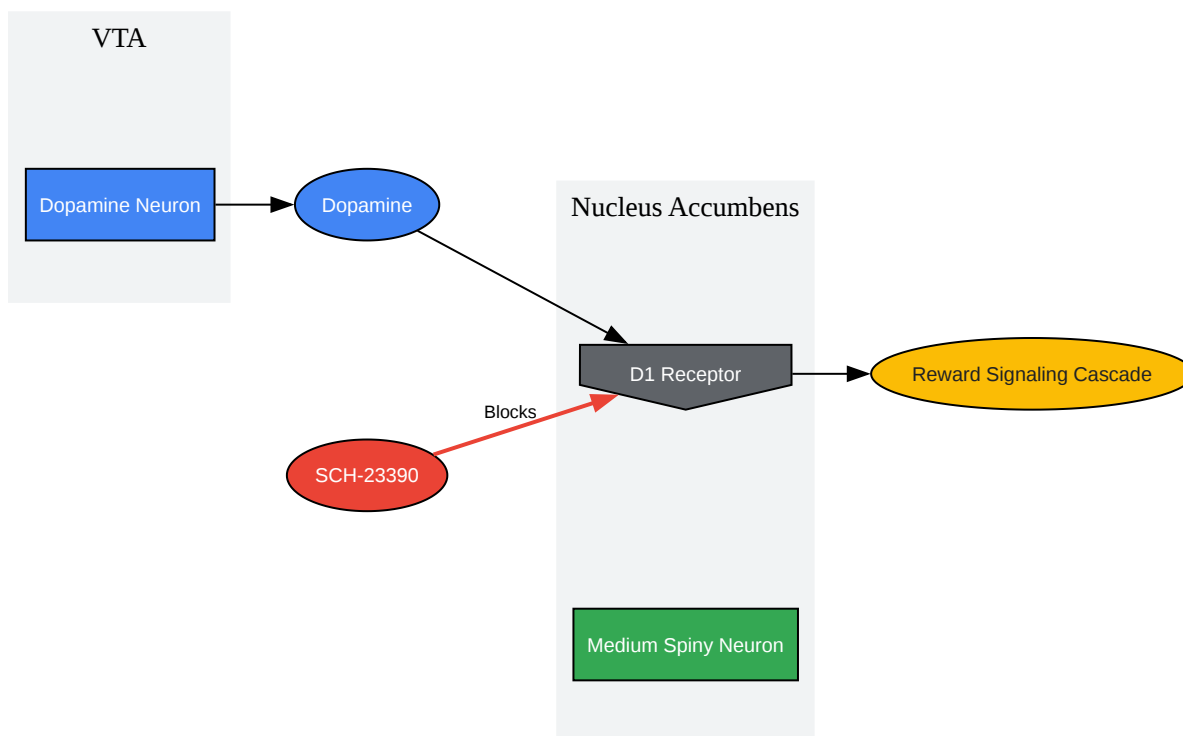 VTA
Dopamine Neuron
Dopamine
Nucleus Accumbens
D1 Receptor
Reward Signaling Cascade
Blocks
SCH-23390
Medium Spiny Neuron